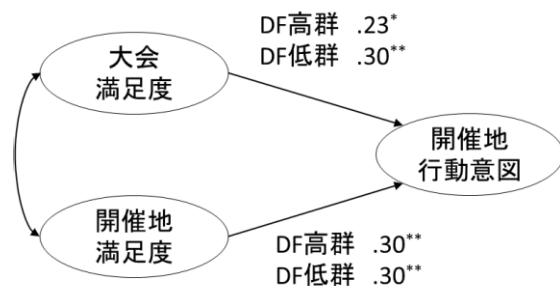 DF高群 .23*
DF低群 .30**
大会
満足度
開催地
行動意図
開催地
満足度
DF高群 .30**
DF低群 .30**